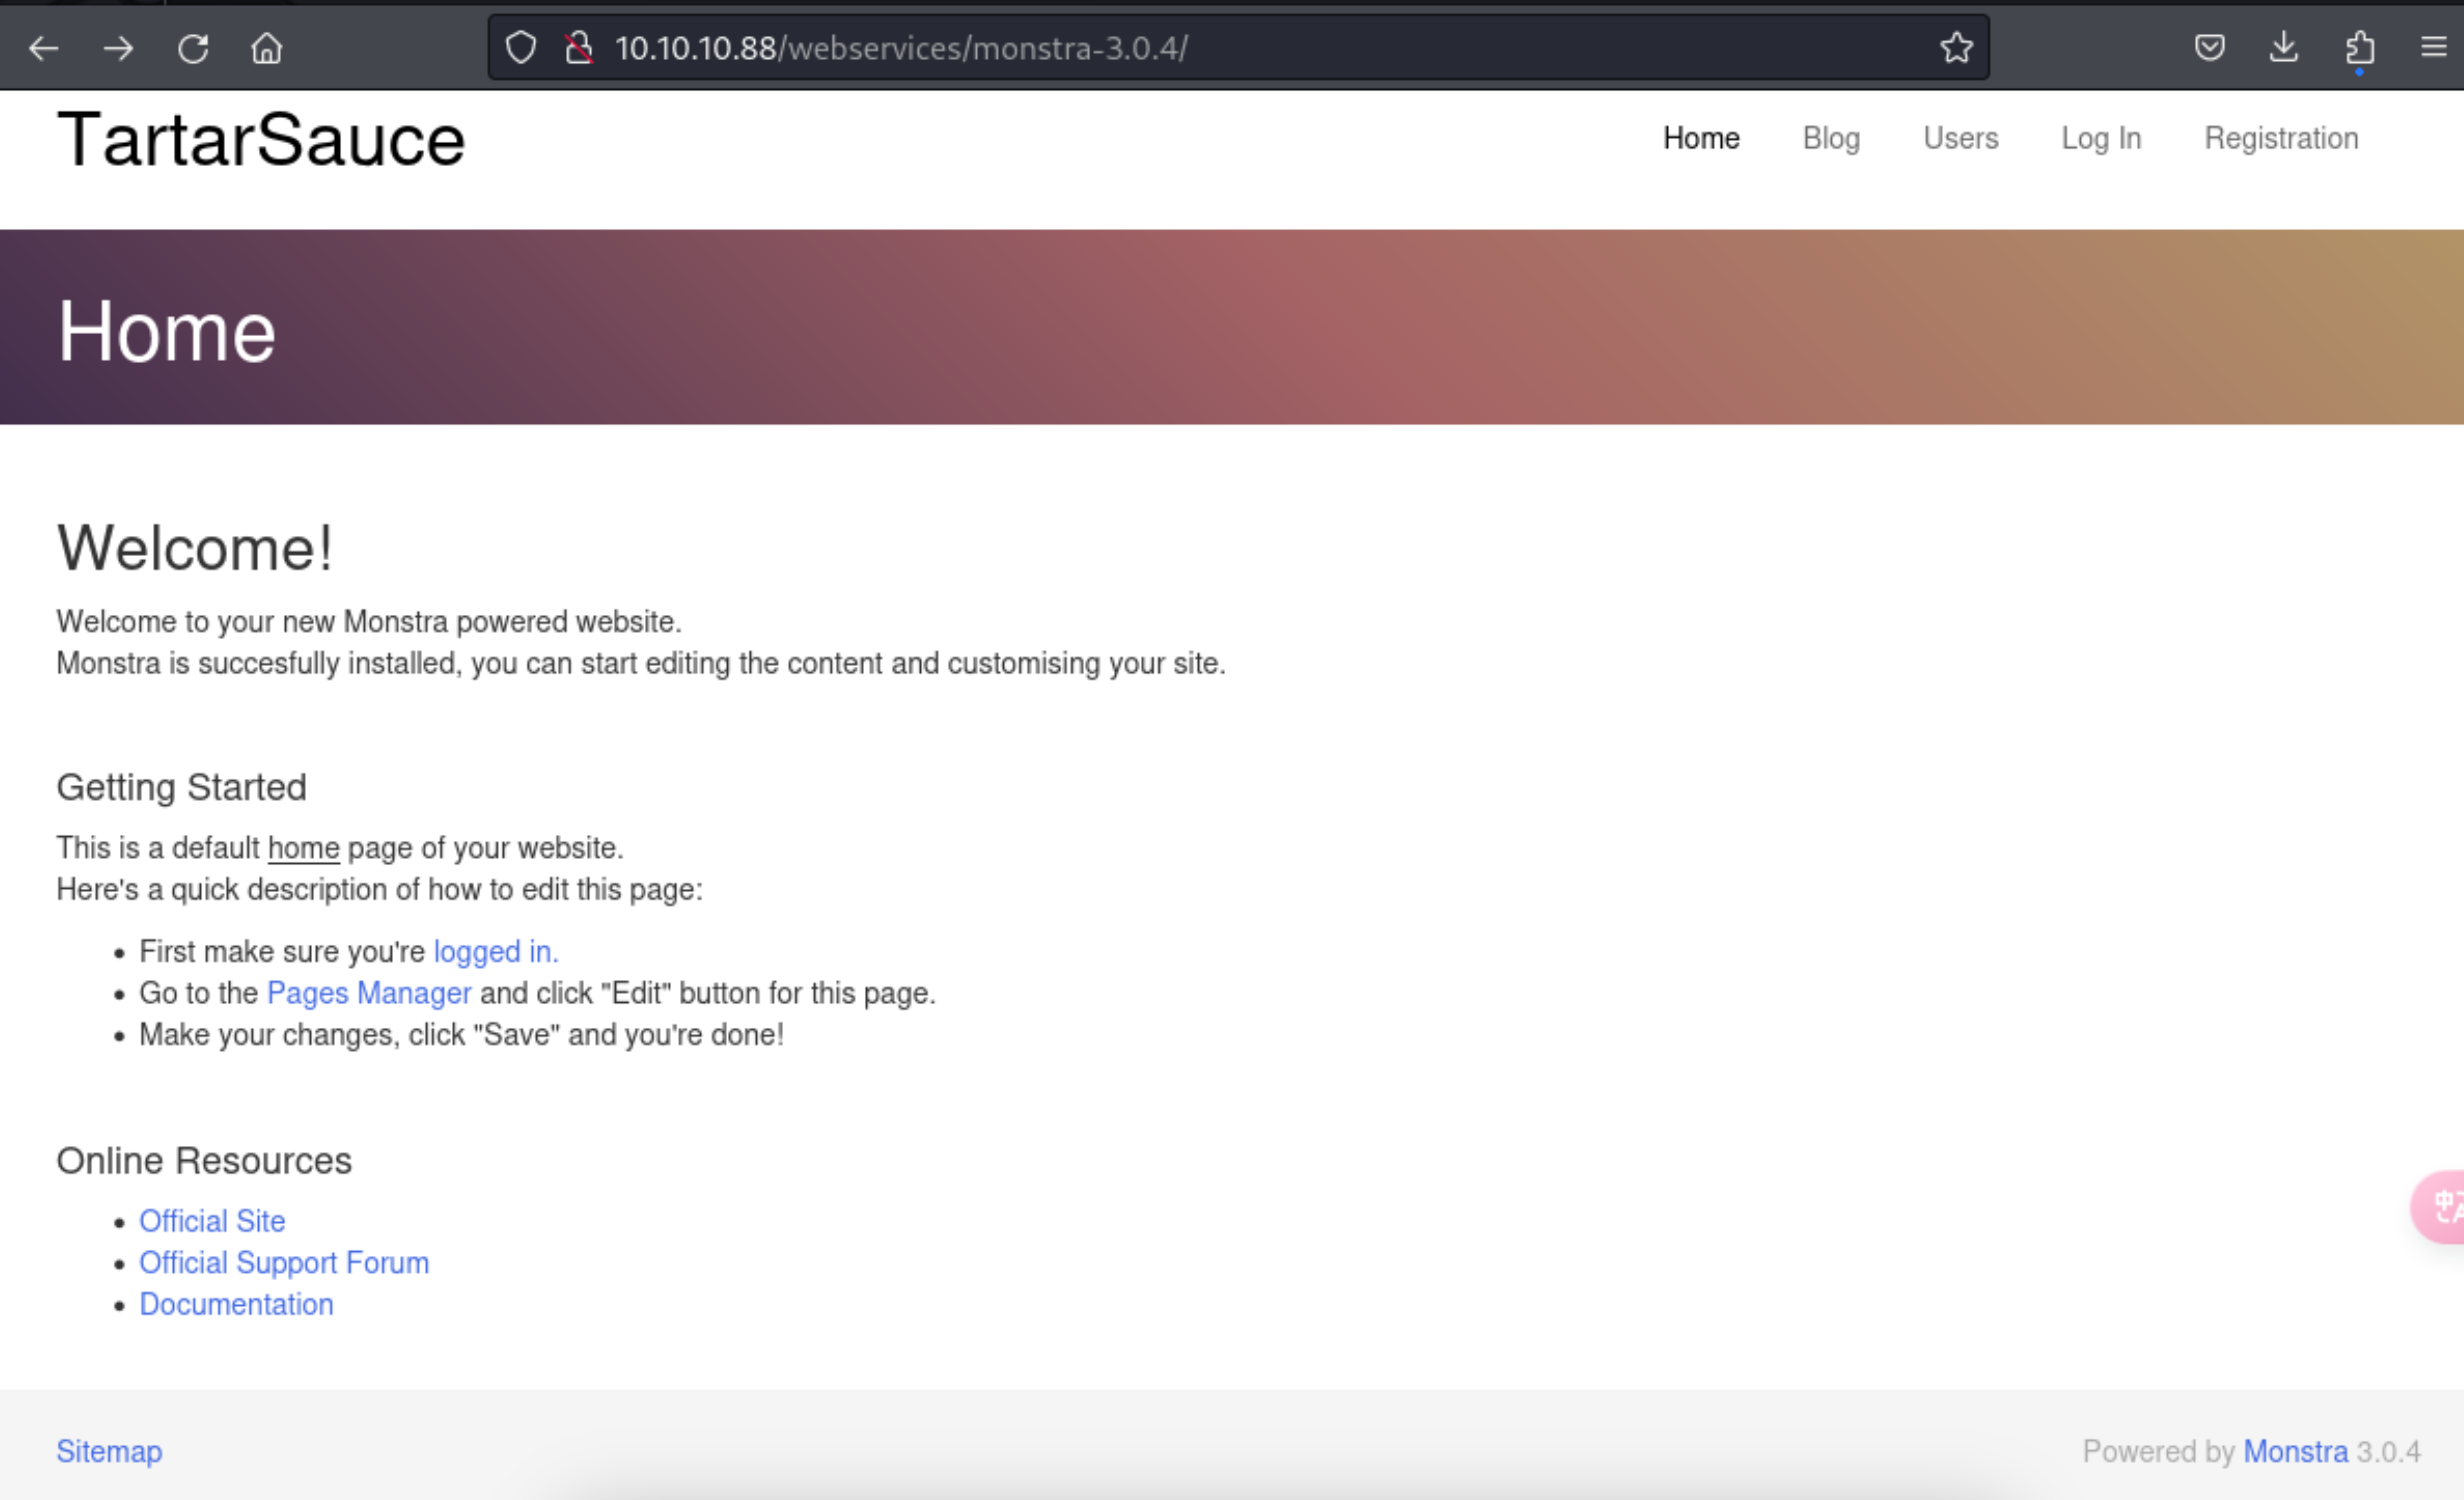 10.10.10.88/webservices/monstra-3.0.4/
TartarSauce
Home Blog Users Log In Registration
Home
Welcome!
Welcome to your new Monstra powered website.
Monstra is succesfully installed, you can start editing the content and customising your site.
Getting Started
This is a default home page of your website.
Here's a quick description of how to edit this page:
• First make sure you're logged in.
• Go to the Pages Manager and click "Edit" button for this page.
• Make your changes, click "Save" and you're done!
Online Resources
• Official Site
• Official Support Forum
• Documentation
中A
Sitemap
Powered by Monstra 3.0.4